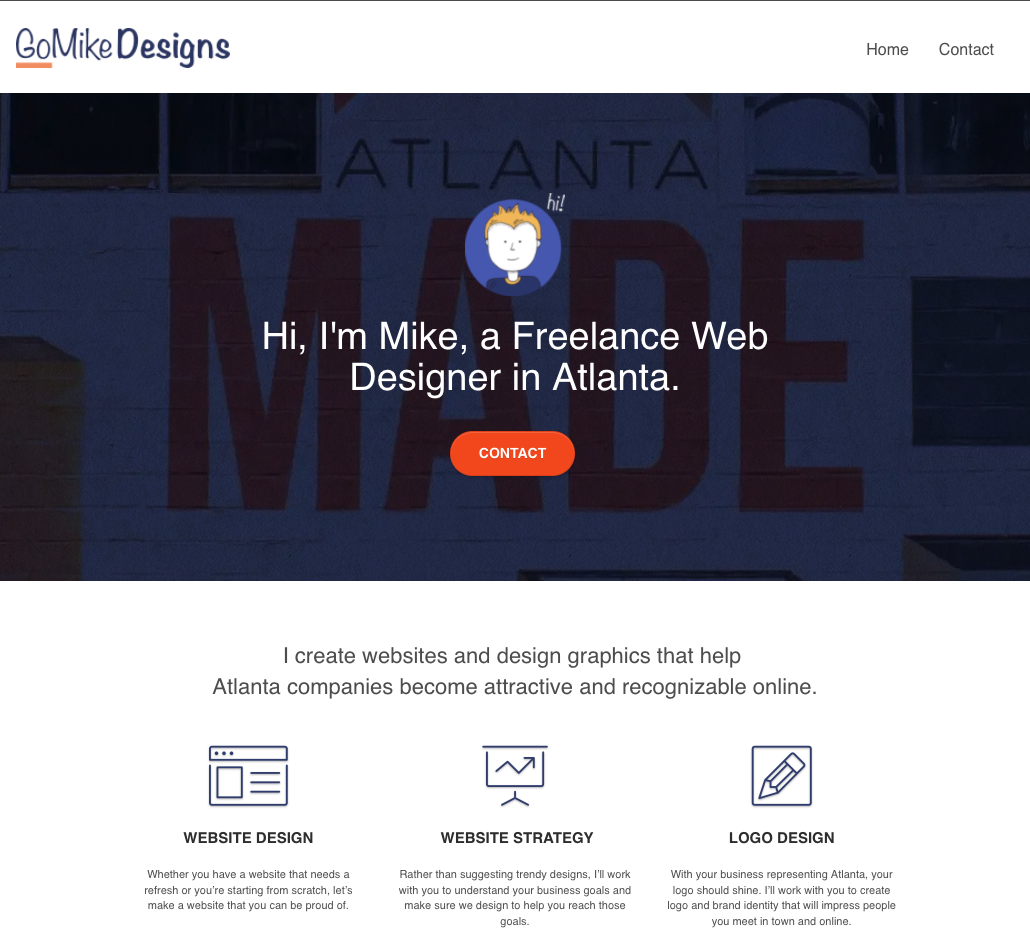 GoMikeDesigns
Home Contact
ATLANTA
hi!
MADE
Hi, I'm Mike, a Freelance Web
Designer in Atlanta.
CONTACT
I create websites and design graphics that help
Atlanta companies become attractive and recognizable online.
WEBSITE DESIGN
Whether you have a website that needs a
refresh or you’re starting from scratch, let’s
make a website that you can be proud of.
WEBSITE STRATEGY
Rather than suggesting trendy designs, I’ll work
with you to understand your business goals and
make sure we design to help you reach those
goals.
LOGO DESIGN
With your business representing Atlanta, your
logo should shine. I’ll work with you to create
logo and brand identity that will impress people
you meet in town and online.